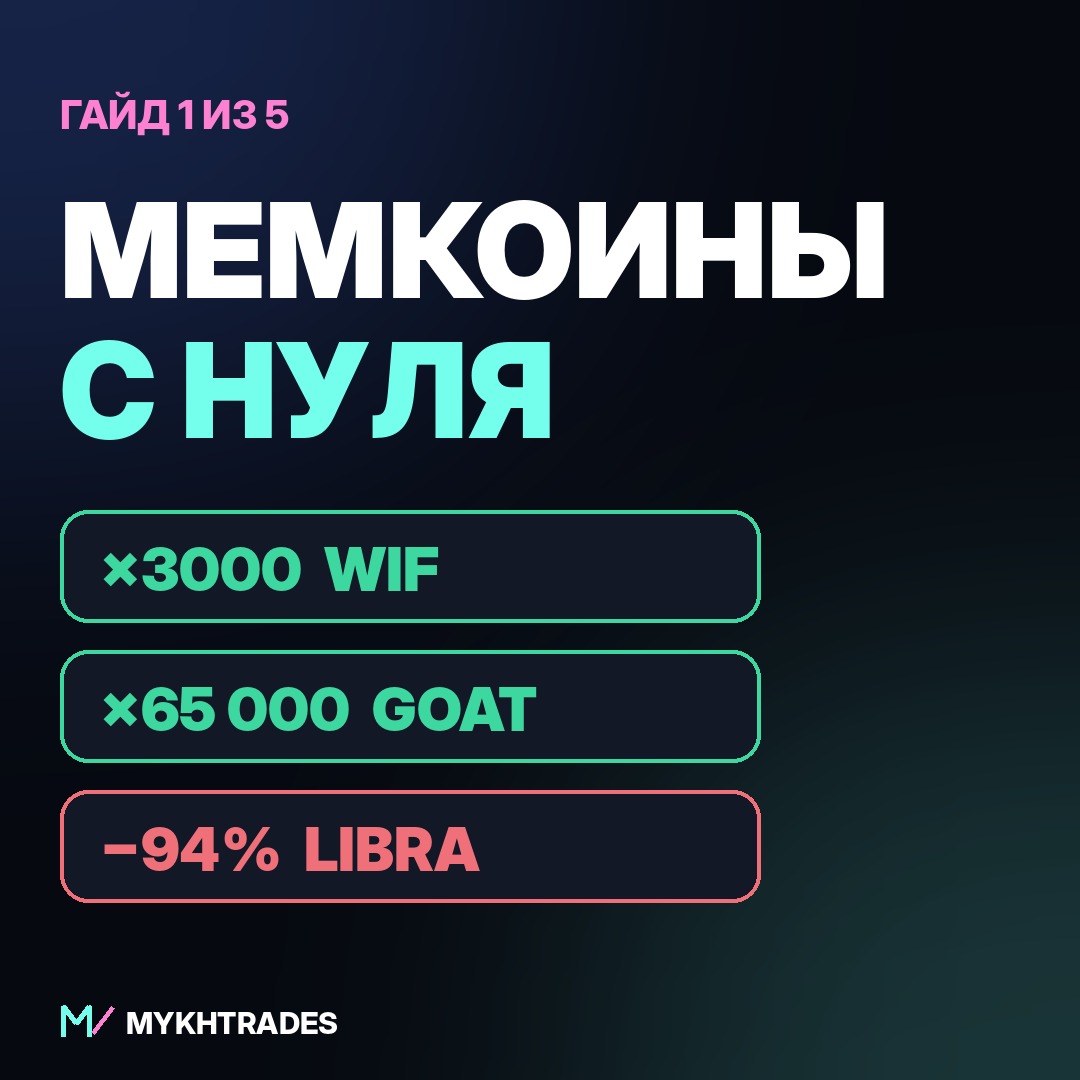 ГАЙД 1 ИЗ 5
МЕМКОИНЫ
С НУЛЯ
×3000 WIF
×65 000 GOAT
−94% LIBRA
M/ MYKHTRADES